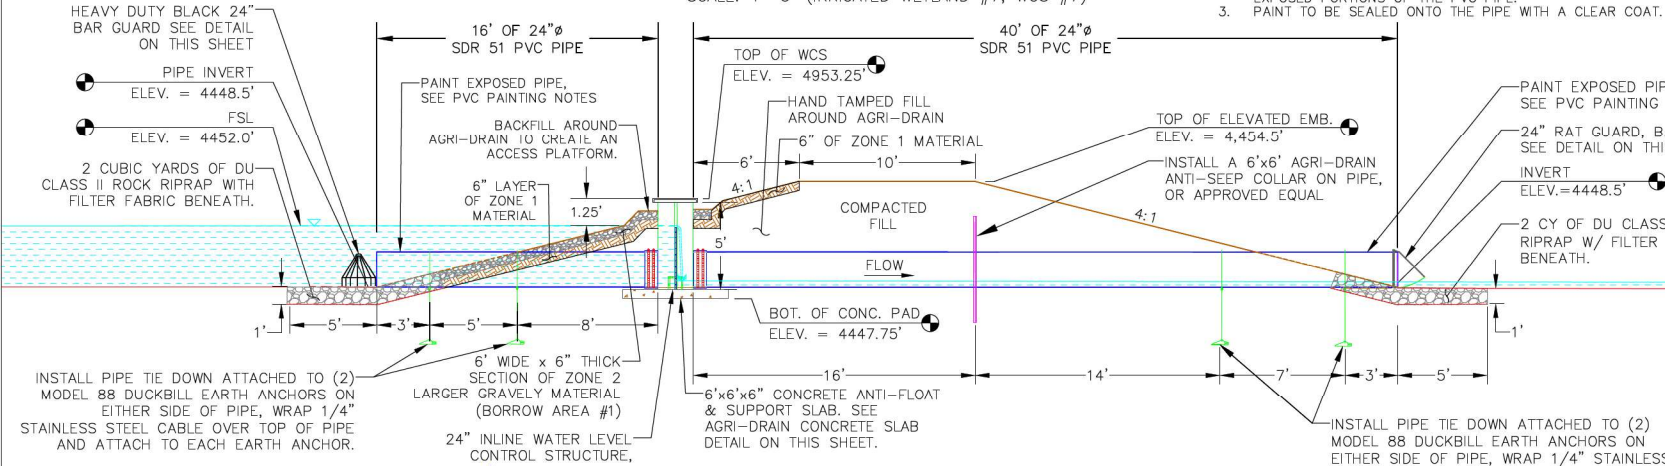 HEAVY DUTY BLACK 24"
BAR GUARD SEE DETAIL
ON THIS SHEET
PIPE INVERT
ELEV. = 4448.5'
FSL
ELEV. = 4452.0'
2 CUBIC YARDS OF DU
CLASS II ROCK RIPRAP WITH
FILTER FABRIC BENEATH.
16' OF 24"ø
SDR 51 PVC PIPE
40' OF 24"ø
SDR 51 PVC PIPE
3. PAINT TO BE SEALED ONTO THE PIPE WITH A CLEAR COAT.
PAINT EXPOSED PIPE,
SEE PVC PAINTING NOTES
BACKFILL AROUND
AGRI-DRAIN TO CREATE AN
ACCESS PLATFORM.
6" LAYER
OF ZONE 1
MATERIAL
1.25'
TOP OF WCS
ELEV. = 4953.25'
HAND TAMPED FILL
AROUND AGRI-DRAIN
6" OF ZONE 1 MATERIAL
6'
10'
4:1
COMPACTED
FILL
5'
FLOW
TOP OF ELEVATED EMB.
ELEV. = 4,454.5'
INSTALL A 6'x6' AGRI-DRAIN
ANTI-SEEP COLLAR ON PIPE,
OR APPROVED EQUAL
4:1
PAINT EXPOSED PIP
SEE PVC PAINTING
24" RAT GUARD, B
SEE DETAIL ON THI
INVERT
ELEV.=4448.5'
2 CY OF DU CLASS
RIPRAP W/ FILTER
BENEATH.
BOT. OF CONC. PAD
ELEV. = 4447.75'
1'
5'
3'
5'
8'
16'
14'
7'
3'
5'
1'
INSTALL PIPE TIE DOWN ATTACHED TO (2)
MODEL 88 DUCKBILL EARTH ANCHORS ON
EITHER SIDE OF PIPE, WRAP 1/4"
STAINLESS STEEL CABLE OVER TOP OF PIPE
AND ATTACH TO EACH EARTH ANCHOR.
6' WIDE x 6" THICK
SECTION OF ZONE 2
LARGER GRAVELY MATERIAL
(BORROW AREA #1)
24" INLINE WATER LEVEL
CONTROL STRUCTURE,
6'x6'x6" CONCRETE ANTI-FLOAT
& SUPPORT SLAB. SEE
AGRI-DRAIN CONCRETE SLAB
DETAIL ON THIS SHEET.
INSTALL PIPE TIE DOWN ATTACHED TO (2)
MODEL 88 DUCKBILL EARTH ANCHORS ON
EITHER SIDE OF PIPE, WRAP 1/4" STAINLESS